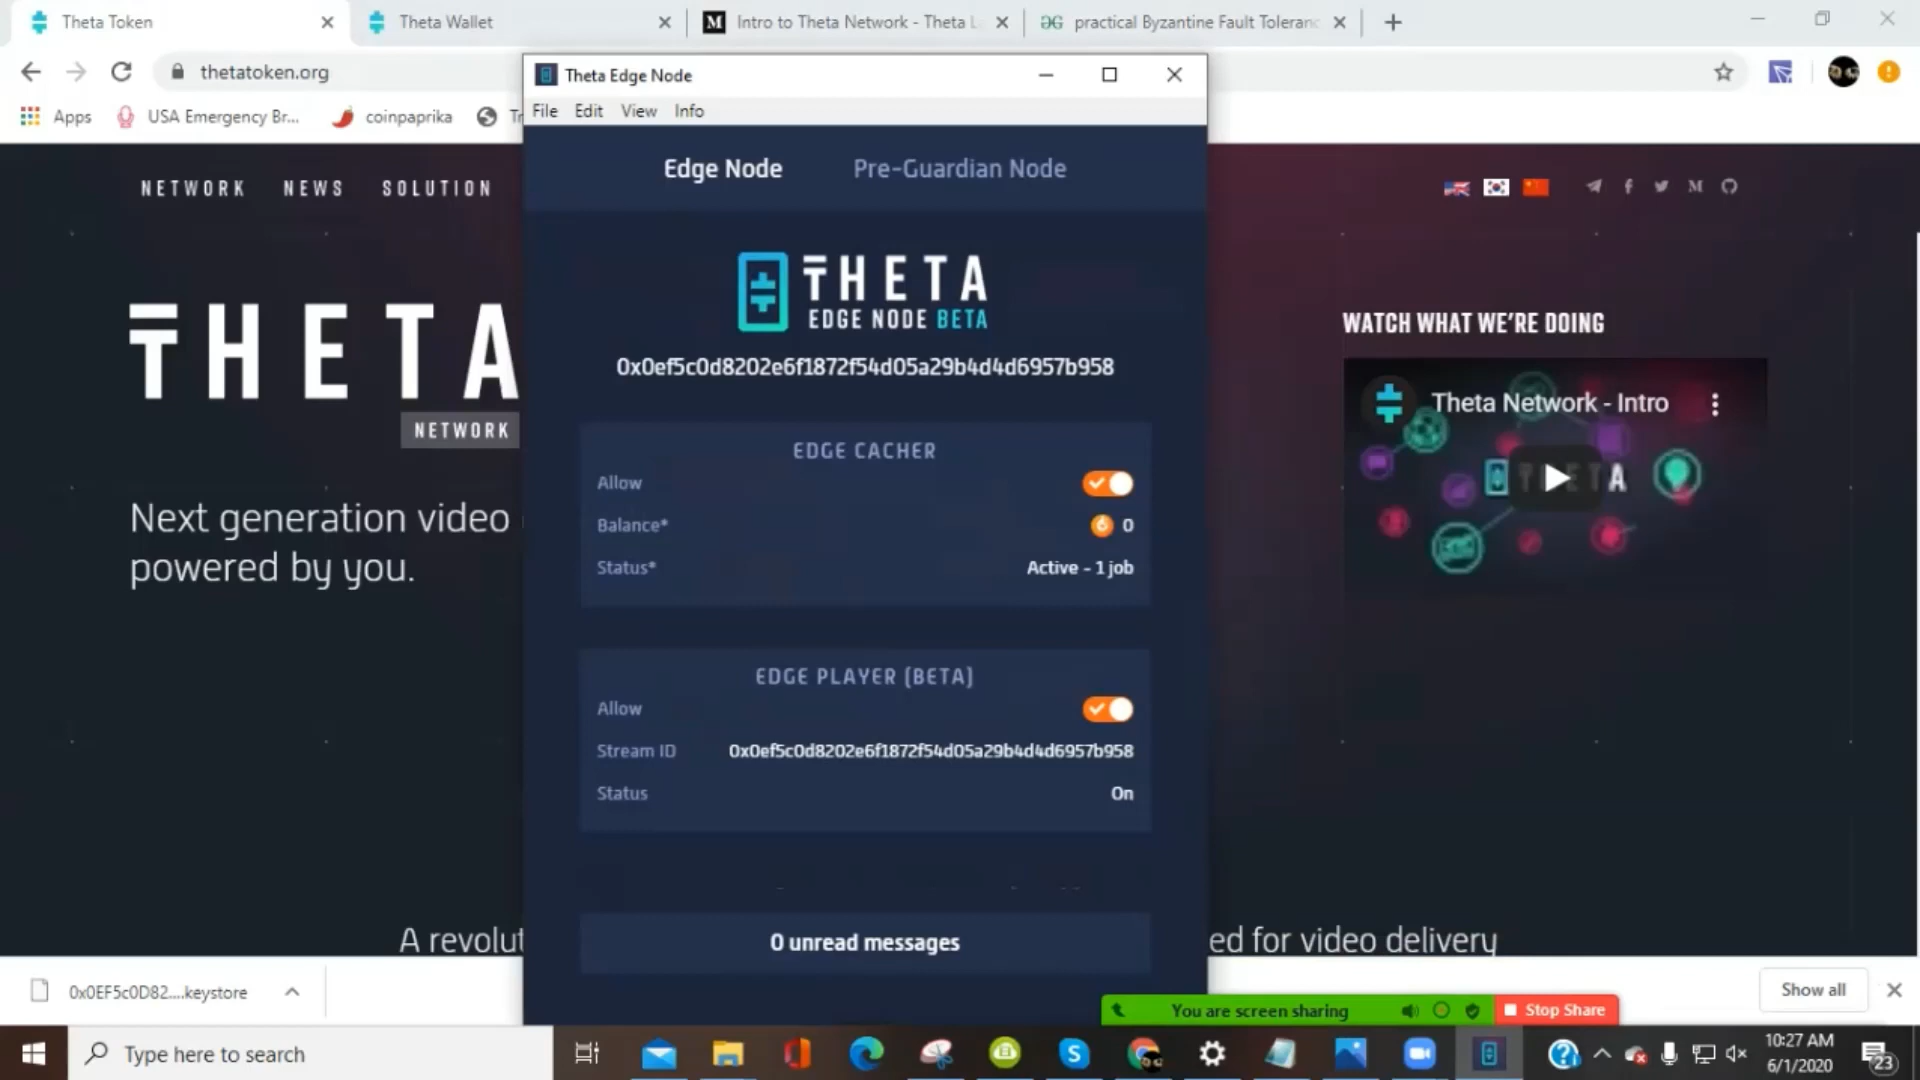 Theta Token
Theta Wallet
Intro to Theta Network - Theta L
practical Byzantine Fault Toleranc
thetatoken.org
Apps
USA Emergency Br...
coinpaprika
Tr
Theta Edge Node
File Edit View Info
Edge Node
Pre-Guardian Node
THETA
EDGE NODE BETA
0x0ef5c0d8202e6f1872f54d05a29b4d4d6957b958
EDGE CACHER
Allow
Balance* 0
Status* Active - 1 job
EDGE PLAYER (BETA)
Allow
Stream ID 0x0ef5c0d8202e6f1872f54d05a29b4d4d6957b958
Status On
0 unread messages
NETWORK NEWS SOLUTION
THETA
NETWORK
Next generation video
powered by you.
WATCH WHAT WE'RE DOING
Theta Network - Intro
THETA
A revolut
ed for video delivery
0x0EF5c0D82....keystore
Show all
You are screen sharing
Stop Share
Type here to search
10:27 AM
6/1/2020
23